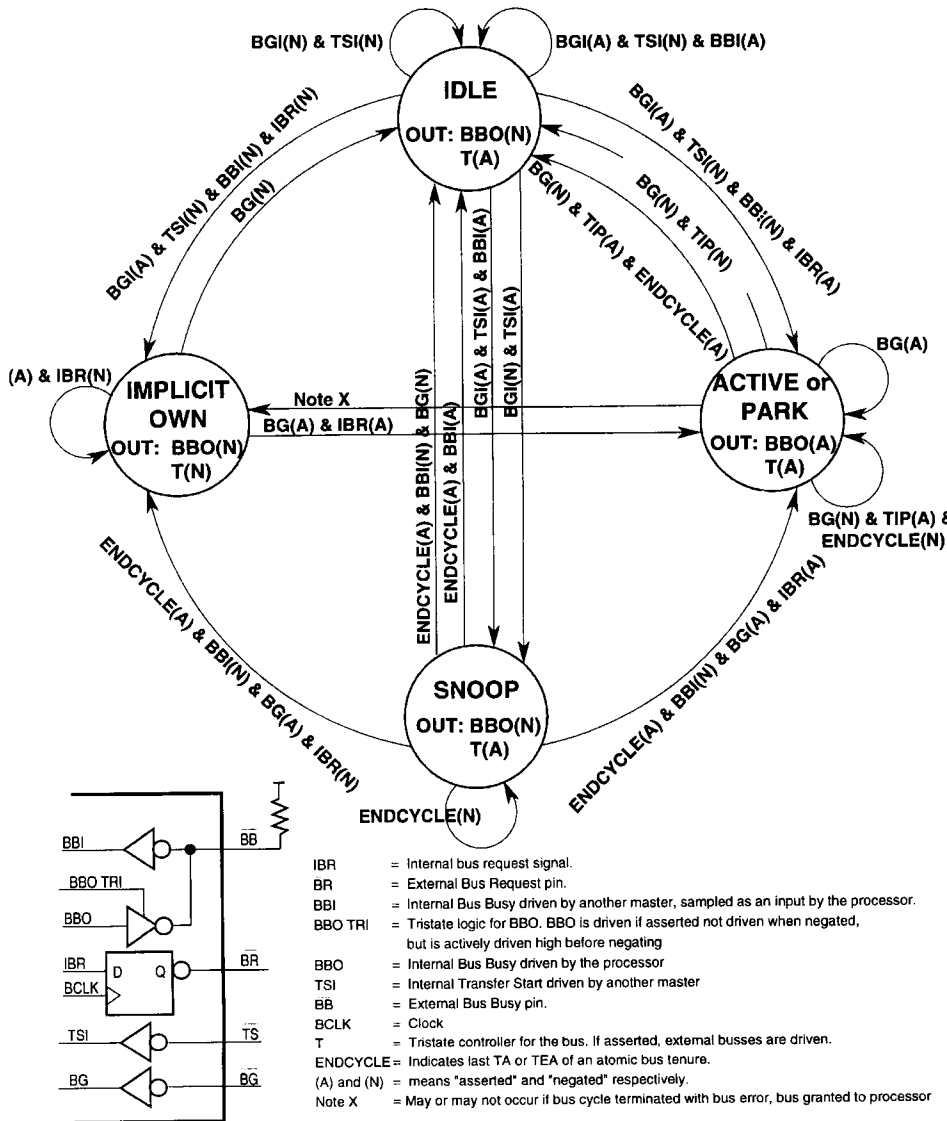 BGI(N) & TSI(N)
BGI(A) & TSI(N) & BBI(A)
IDLE
OUT: BBO(N)
T(A)
BGI(A) & TSI(N) & BBI(N) & IBR(N)
BG(N)
BGI(A) & TSI(N) & BBI(N) & IBR(A)
BG(N) & TIP(N)
BG(N) & TIP(A) & ENDCYCLE(A)
BGI(A) & TSI(A) & BBI(A)
BGI(N) & TSI(A)
(A) & IBR(N)
IMPLICIT
OWN
OUT: BBO(N)
T(N)
Note X
BG(A) & IBR(A)
ACTIVE or
PARK
OUT: BBO(A)
T(A)
BG(A)
BG(N) & TIP(A) &
ENDCYCLE(N)
ENDCYCLE(A) & BBI(N) & BG(N)
ENDCYCLE(A) & BBI(A)
ENDCYCLE(A) & BBI(N) & BG(A) & IBR(N)
ENDCYCLE(A) & BBI(N) & BG(A) & IBR(A)
SNOOP
OUT: BBO(N)
T(A)
ENDCYCLE(N)
BBI
BB
BBO TRI
BBO
IBR
D
Q
BR
BCLK
TSI
TS
BG
BG
IBR = Internal bus request signal.
BR = External Bus Request pin.
BBI = Internal Bus Busy driven by another master, sampled as an input by the processor.
BBO TRI = Tristate logic for BBO. BBO is driven if asserted not driven when negated,
but is actively driven high before negating
BBO = Internal Bus Busy driven by the processor
TSI = Internal Transfer Start driven by another master
BB = External Bus Busy pin.
BCLK = Clock
T = Tristate controller for the bus. If asserted, external busses are driven.
ENDCYCLE = Indicates last TA or TEA of an atomic bus tenure.
(A) and (N) = means "asserted" and "negated" respectively.
Note X = May or may not occur if bus cycle terminated with bus error, bus granted to processor